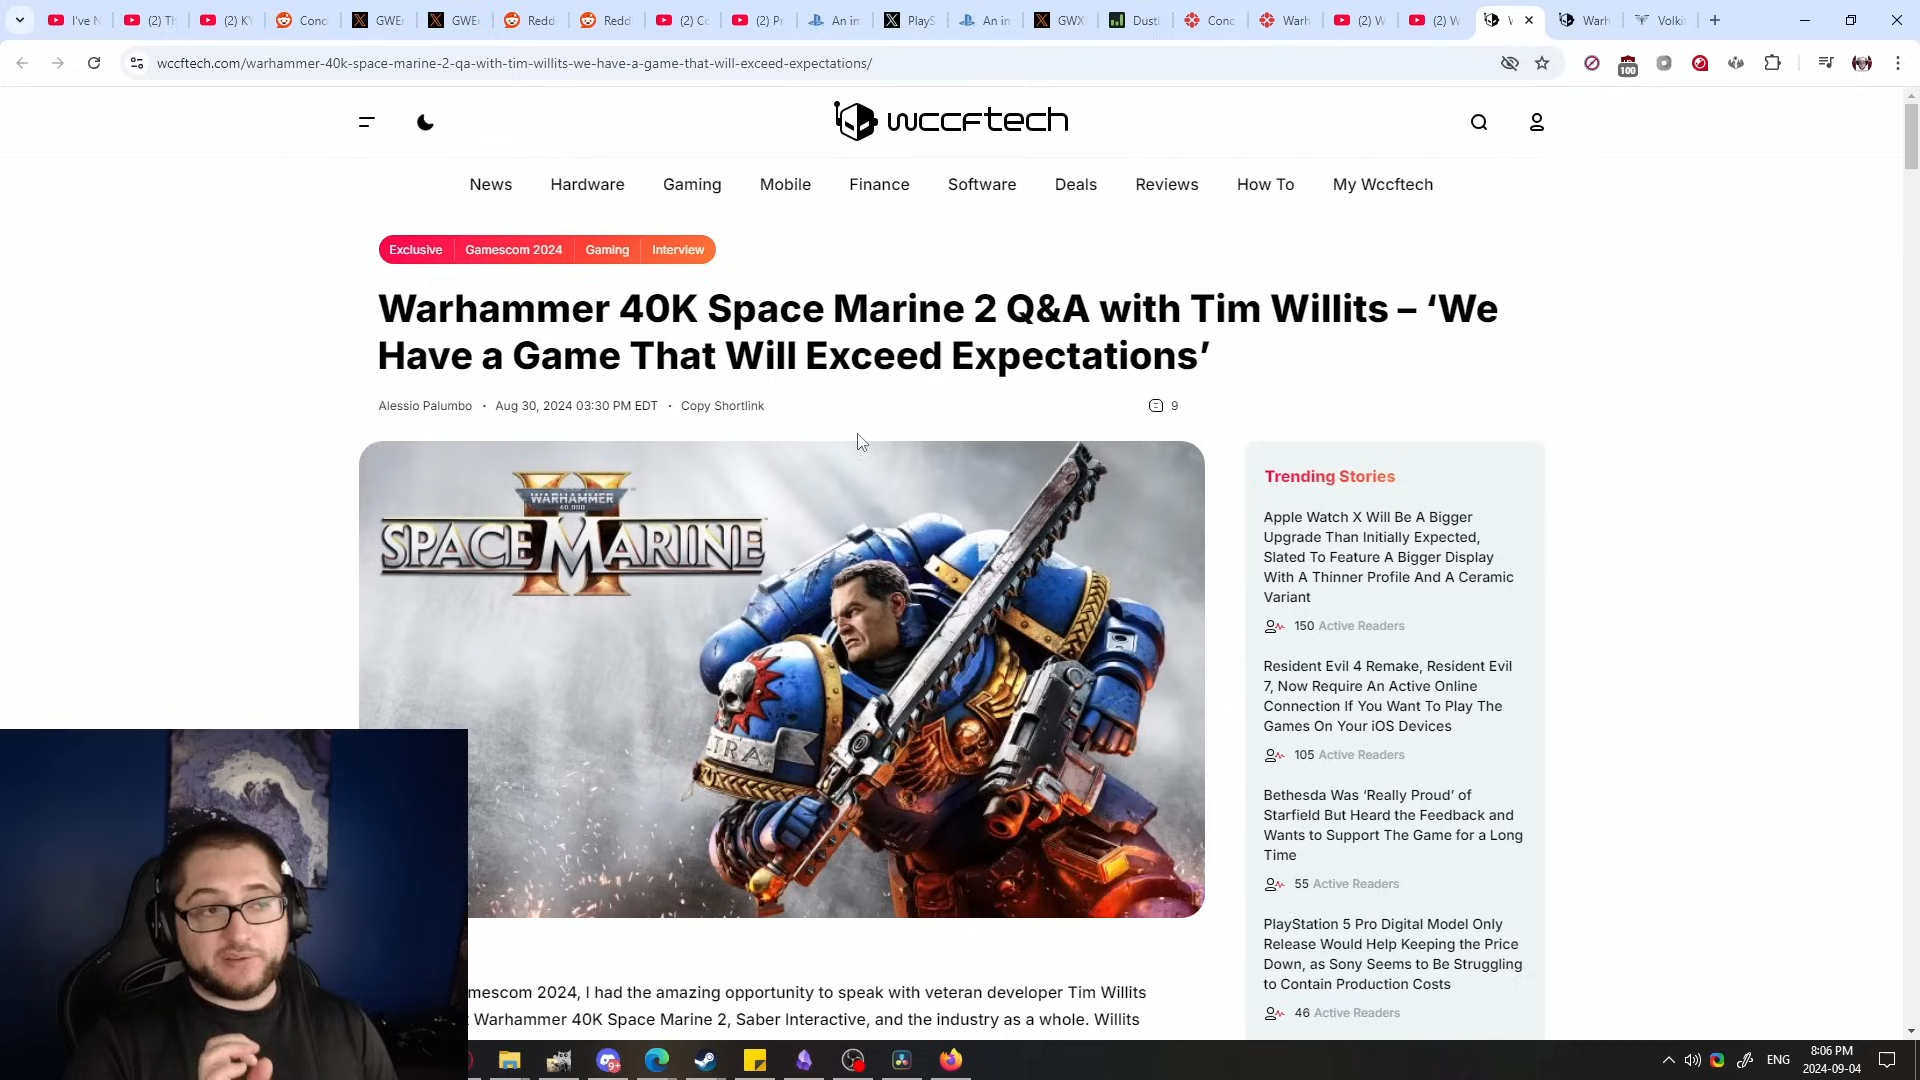 I've N
(2) Th
(2) K
Conc
GWE
GWE
Redd
Redd
(2) C
(2) P
An im
PlayS
An im
GWX
Dusti
Conc
Warh
(2) W
(2) W
Warh
Volki
wccftech.com/warhammer-40k-space-marine-2-qa-with-tim-willits-we-have-a-game-that-will-exceed-expectations/
100
wccftech
News Hardware Gaming Mobile Finance Software Deals Reviews How To My Wccftech
Exclusive Gamescom 2024 Gaming Interview
Warhammer 40K Space Marine 2 Q&A with Tim Willits – ‘We
Have a Game That Will Exceed Expectations’
Alessio Palumbo • Aug 30, 2024 03:30 PM EDT • Copy Shortlink
9
WARHAMMER
40,000
SPACE MARINE
II
TRA
Trending Stories
Apple Watch X Will Be A Bigger
Upgrade Than Initially Expected,
Slated To Feature A Bigger Display
With A Thinner Profile And A Ceramic
Variant
150 Active Readers
Resident Evil 4 Remake, Resident Evil
7, Now Require An Active Online
Connection If You Want To Play The
Games On Your iOS Devices
105 Active Readers
Bethesda Was ‘Really Proud’ of
Starfield But Heard the Feedback and
Wants to Support The Game for a Long
Time
55 Active Readers
PlayStation 5 Pro Digital Model Only
Release Would Help Keeping the Price
Down, as Sony Seems to Be Struggling
to Contain Production Costs
46 Active Readers
mescom 2024, I had the amazing opportunity to speak with veteran developer Tim Willits
Warhammer 40K Space Marine 2, Saber Interactive, and the industry as a whole. Willits
9+
ENG
8:06 PM
2024-09-04